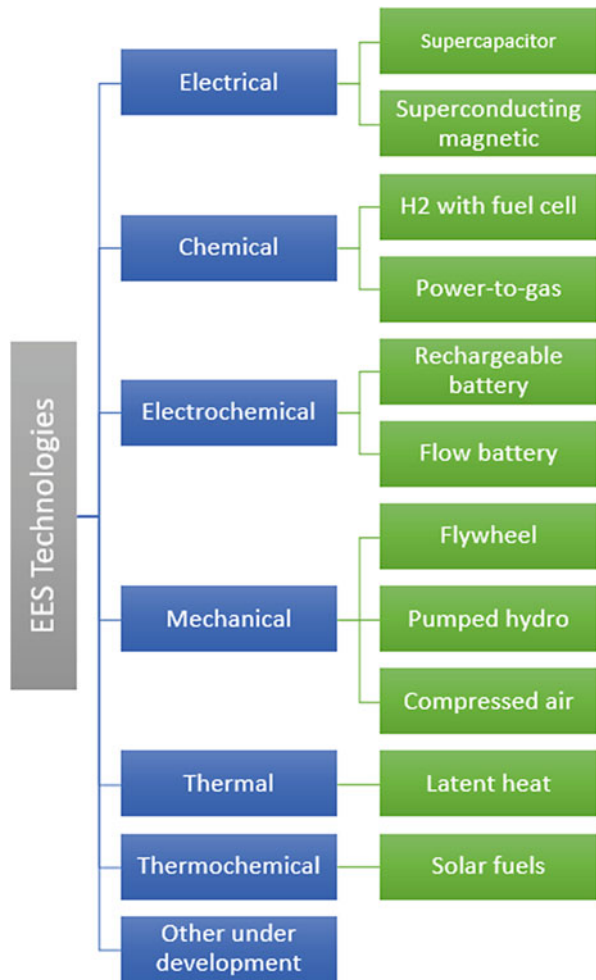 EES Technologies
Electrical
Supercapacitor
Superconducting
magnetic
Chemical
H2 with fuel cell
Power-to-gas
Electrochemical
Rechargeable
battery
Flow battery
Mechanical
Flywheel
Pumped hydro
Compressed air
Thermal
Latent heat
Thermochemical
Solar fuels
Other under
development